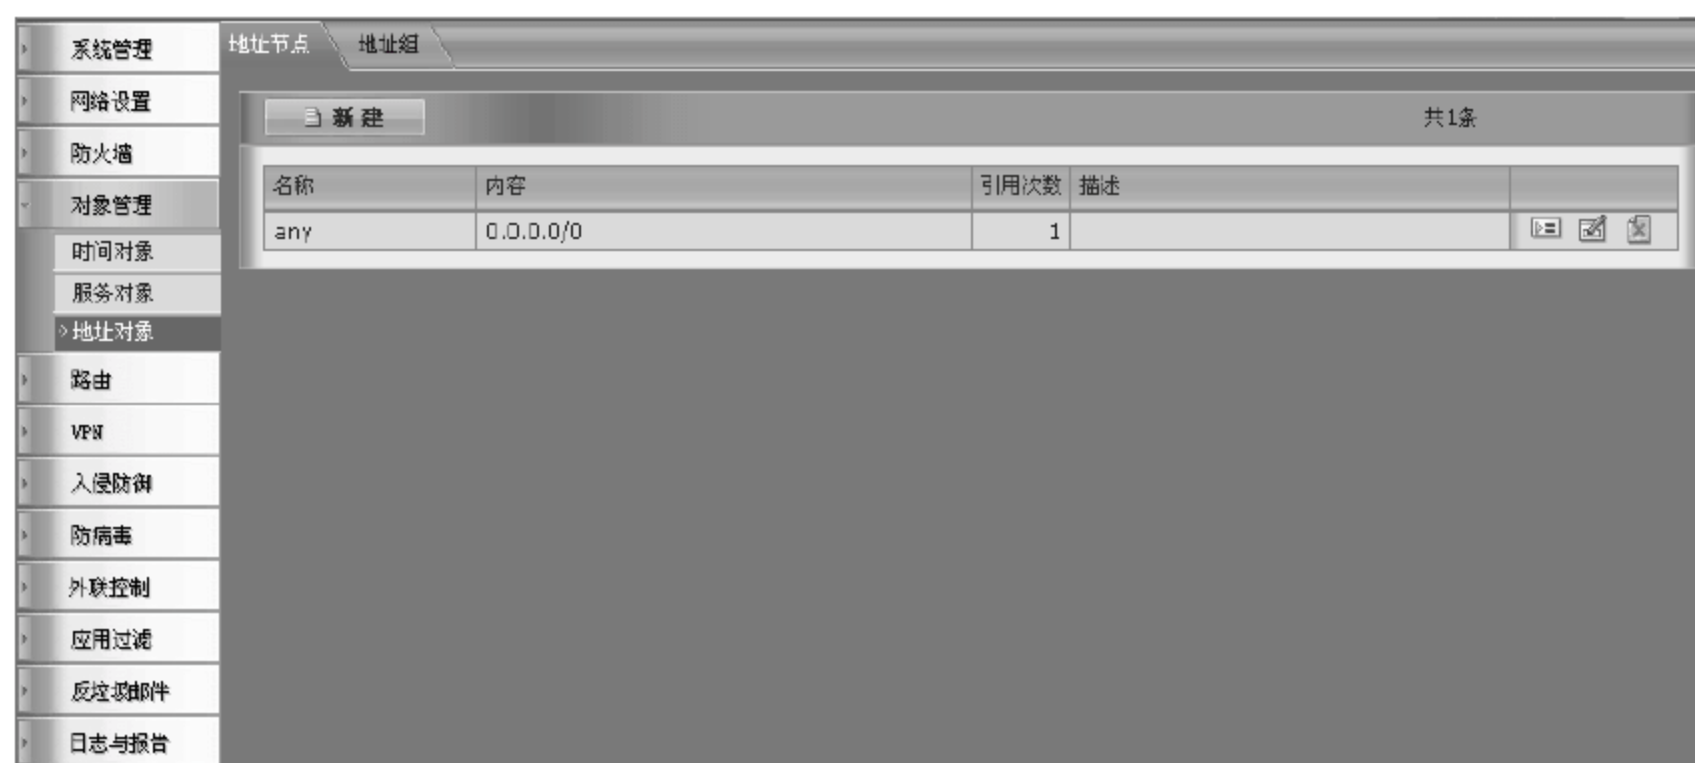 系统管理
网络设置
防火墙
对象管理
时间对象
服务对象
地址对象
路由
VPN
入侵防御
防病毒
外联控制
应用过滤
反垃圾邮件
日志与报告
地址节点 地址组
新建 共1条
名称 内容 引用次数 描述
any 0.0.0.0/0 1